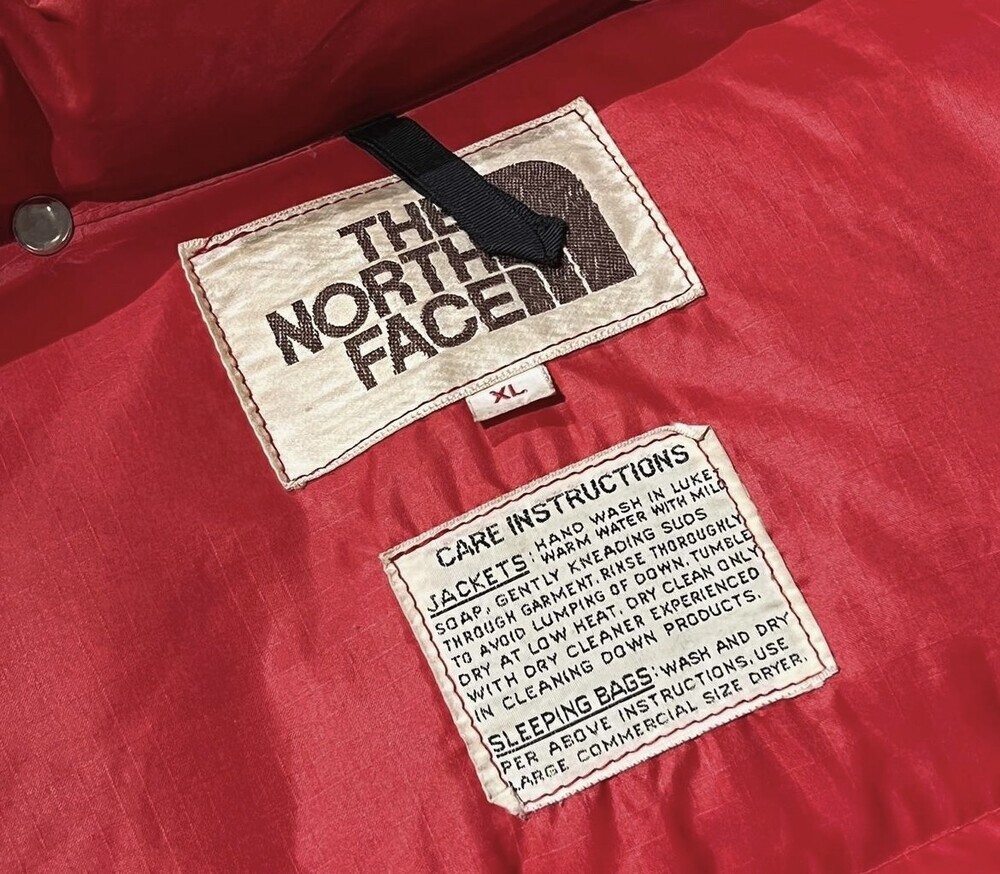 THE
NORTH
FACE
XL
CARE INSTRUCTIONS
JACKETS: HAND WASH IN LUKE-
WARM WATER WITH MILD
SOAP, GENTLY KNEADING SUDS
THROUGH GARMENT. RINSE THOROUGHLY
TO AVOID LUMPING OF DOWN. TUMBLE
DRY AT LOW HEAT. DRY CLEAN ONLY
WITH DRY CLEANER EXPERIENCED
IN CLEANING DOWN PRODUCTS.
SLEEPING BAGS: WASH AND DRY
PER ABOVE INSTRUCTIONS. USE
LARGE COMMERCIAL SIZE DRYER.